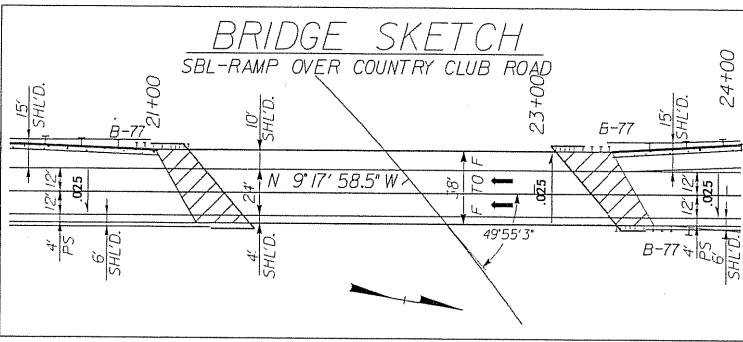 BRIDGE SKETCH
SBL-RAMP OVER COUNTRY CLUB ROAD
15'
SHL'D.
B-77
21+00
10'
SHL'D.
23+00
B-77
15'
SHL'D.
24+00
12' 12'
.025
24'
N 9° 17' 58.5" W
38'
F TO F
.025
12' 12'
.025
4'
PS
6'
SHL'D.
4'
SHL'D.
49°55'3"
B-77
4'
PS
6'
SHL'D.